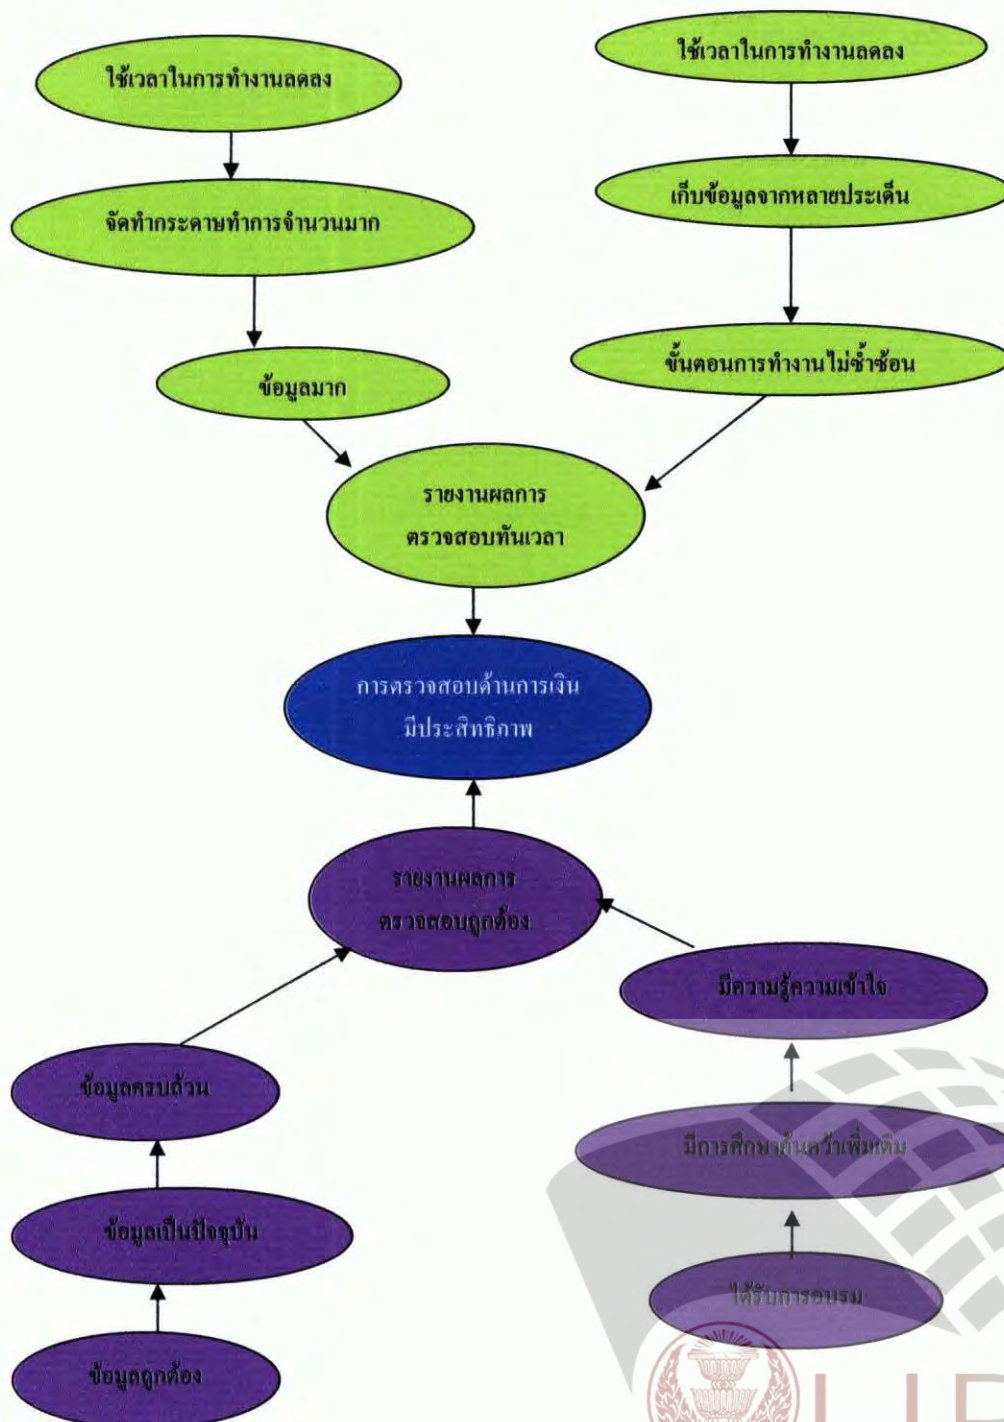 ใช้เวลาในการทำงานลดลง
ใช้เวลาในการทำงานลดลง
จัดทำกระดาษทำการจำนวนมาก
เก็บข้อมูลจากหลายประเด็น
ข้อมูลมาก
ขั้นตอนการทำงานไม่ซ้ำซ้อน
รายงานผลการ
ตรวจสอบทันเวลา
การตรวจสอบด้านการเงิน
มีประสิทธิภาพ
รายงานผลการ
ตรวจสอบถูกต้อง
มีความรู้ความเข้าใจ
ข้อมูลครบถ้วน
มีการศึกษาค้นคว้าเพิ่มเติม
ข้อมูลเป็นปัจจุบัน
ได้รับการอบรม
ข้อมูลถูกต้อง